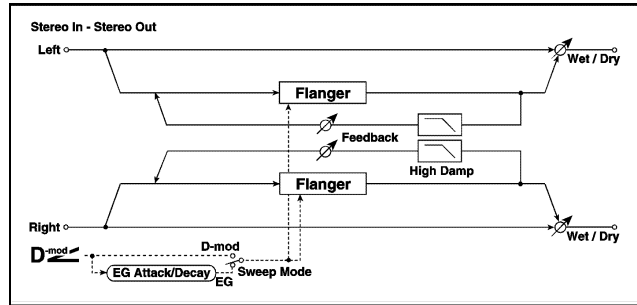 Stereo In - Stereo Out
Left
Wet / Dry
Flanger
Feedback
High Damp
Flanger
Right
Wet / Dry
D-mod
D-mod
EG Attack/Decay
EG
Sweep Mode